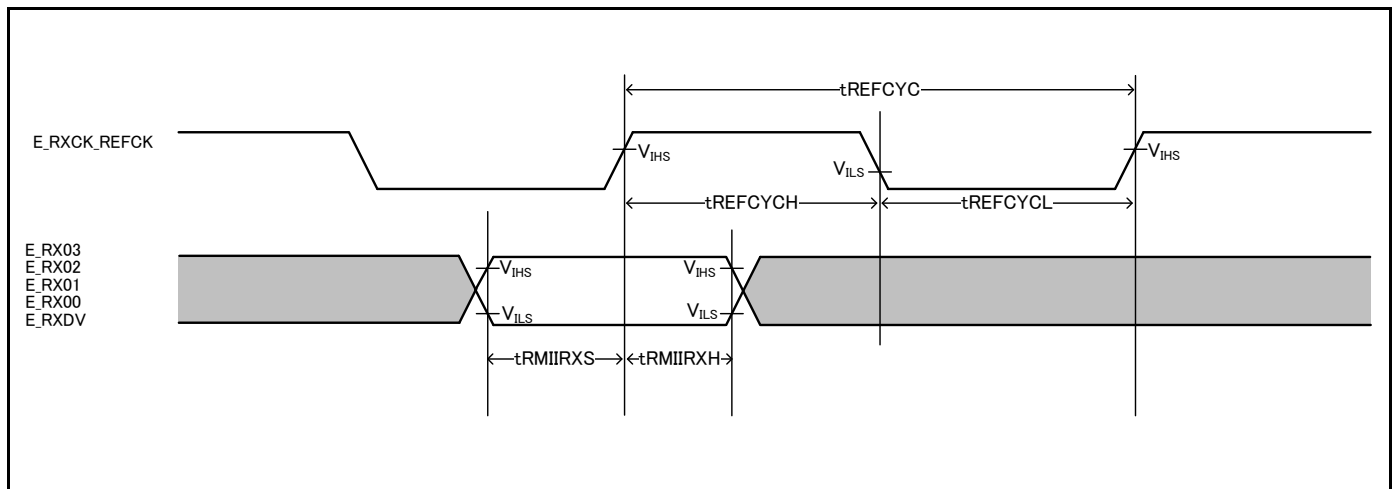 tREFCYC
E_RXCK_REFCK
VIHS
VILS
VIHS
tREFCYCH
tREFCYCL
E_RX03
E_RX02
E_RX01
E_RX00
E_RXDV
VIHS
VIHS
VILS
VILS
tRMIIRXS
tRMIIRXH